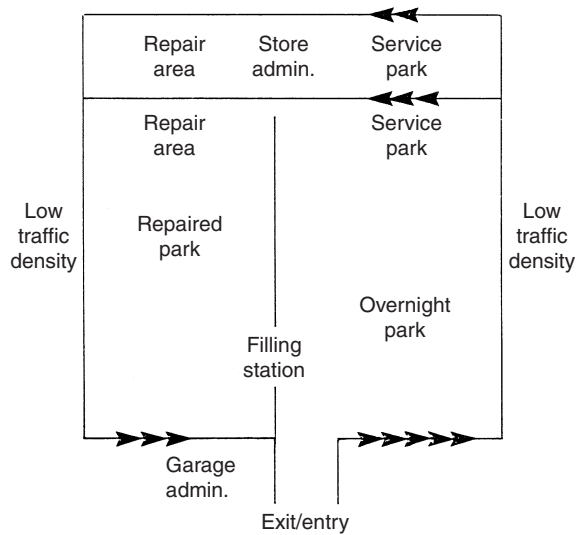 Repair
area
Store
admin.
Service
park
Repair
area
Service
park
Low
traffic
density
Repaired
park
Low
traffic
density
Overnight
park
Filling
station
Garage
admin.
Exit/entry